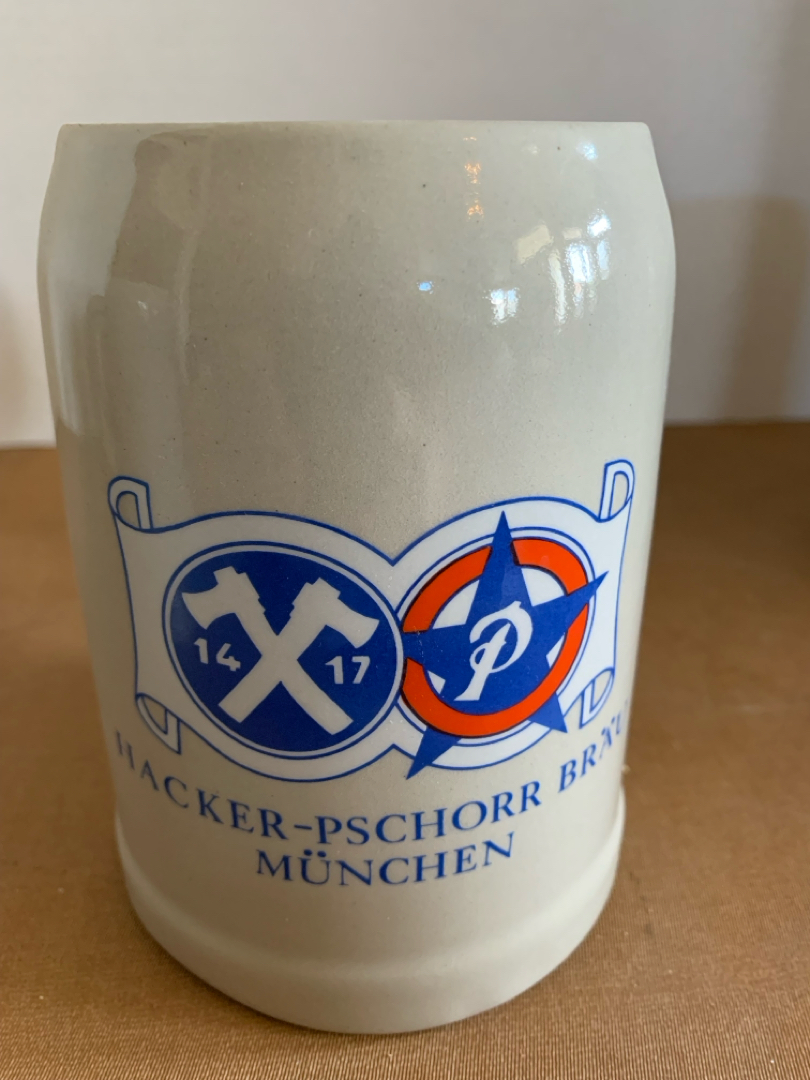 14 17
P
HACKER-PSCHORR BRÄU
MÜNCHEN